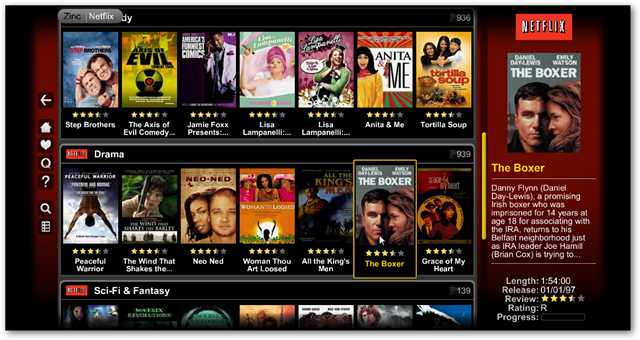 Zinc Netflix dy 936
NETFLIX
STEP BROTHERS
AXIS OF EVIL
AMERICA'S FUNNIEST COMICS
Lisa Lampanelli:
ANITA & ME
tortilla soup
Step Brothers
The Axis of Evil Comedy...
Jamie Foxx Presents:...
Lisa Lampanelli:...
Lisa Lampanelli:...
Anita & Me
Tortilla Soup
DANIEL DAY-LEWIS EMILY WATSON
THE BOXER
NETFLIX Drama 939
PEACEFUL WARRIOR
THE WIND THAT SHAKES THE BARLEY
NEO NED
WOMAN THOU ART LOOSED
ALL THE KING'S MEN
DANIEL DAY-LEWIS EMILY WATSON
THE BOXER
grace of my heart
Peaceful Warrior
The Wind That Shakes the...
Neo Ned
Woman Thou Art Loosed
All the King's Men
The Boxer
Grace of My Heart
The Boxer
Danny Flynn (Daniel
Day-Lewis), a promising
Irish boxer who was
imprisoned for 14 years at
age 18 for associating with
the IRA, returns to his
Belfast neighborhood just
as IRA leader Joe Hamill
(Brian Cox) is trying to...
Length: 1:54:00
Release: 01/01/97
Review:
Rating: R
Progress:
NETFLIX Sci-Fi & Fantasy 139